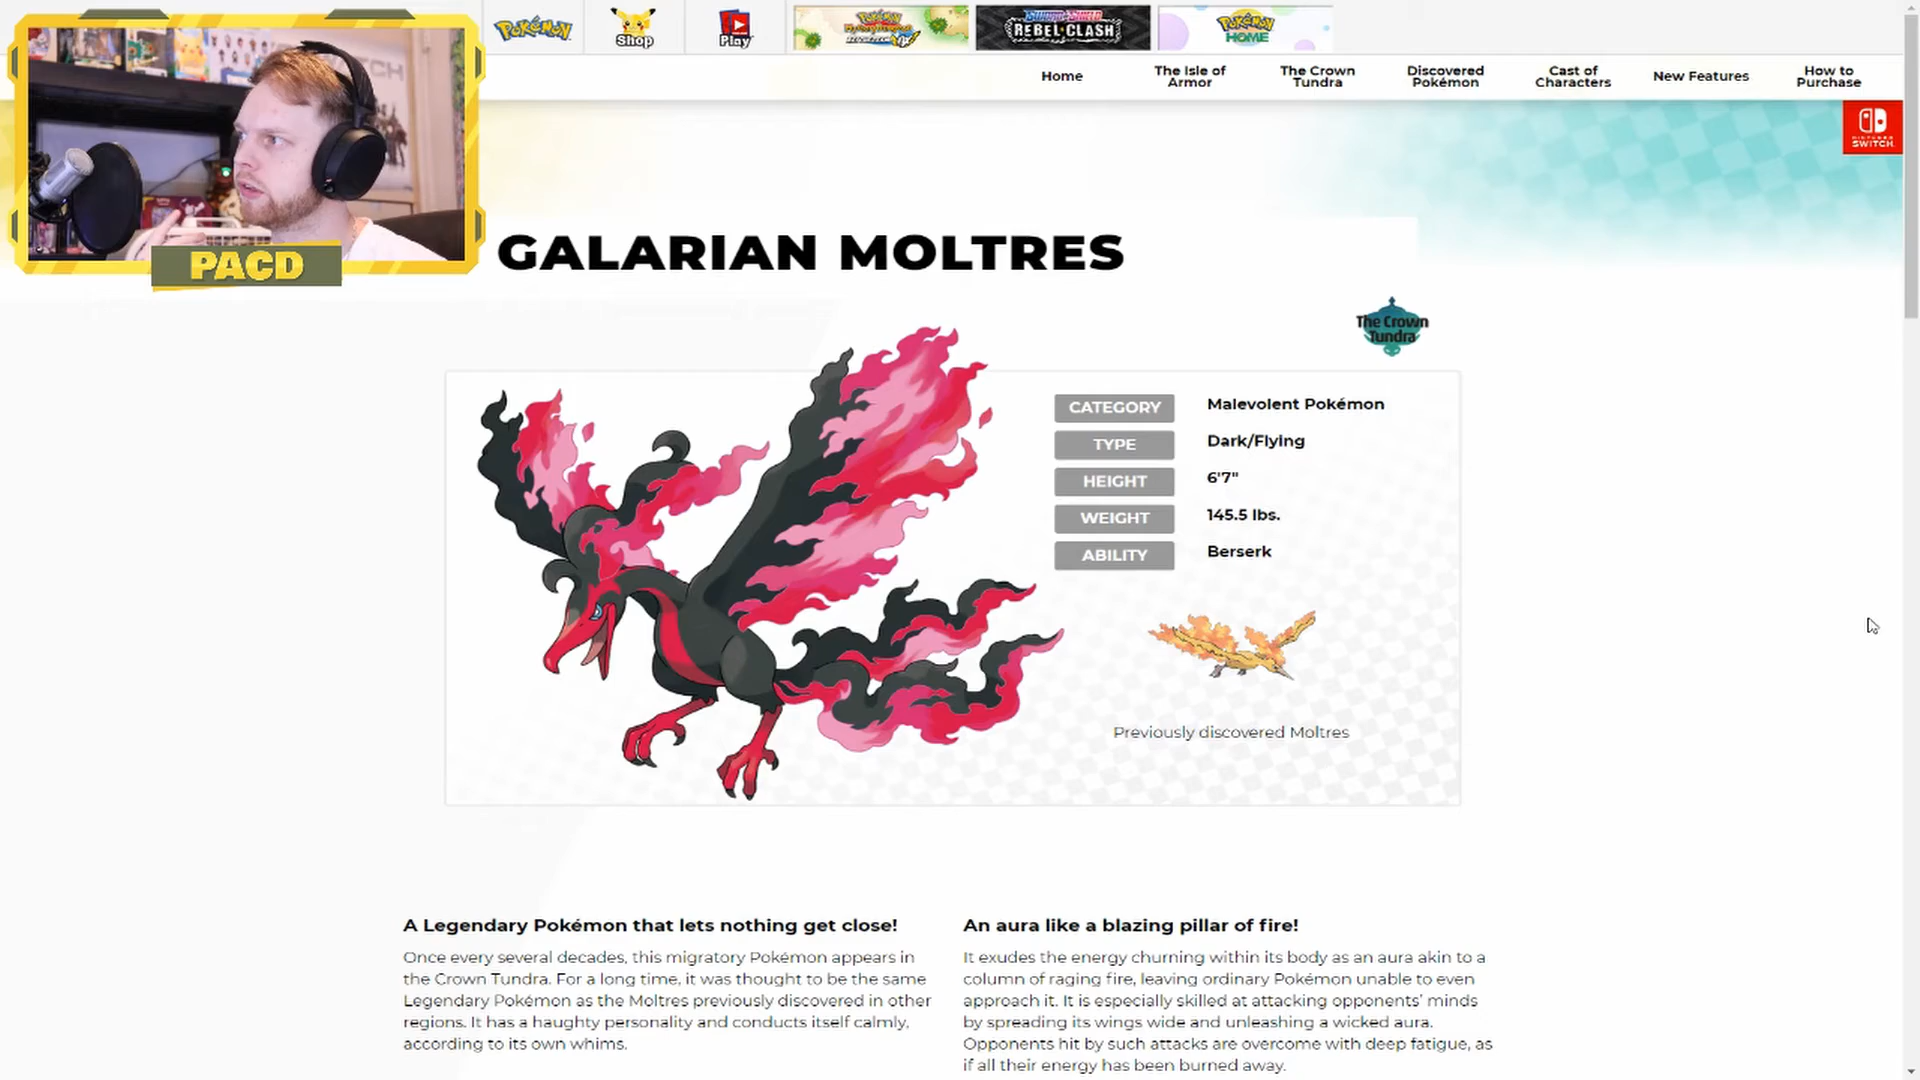 Pokémon
Shop
Play
Pokémon
REBEL CLASH
Pokémon
HOME
Home
The Isle of
Armor
The Crown
Tundra
Discovered
Pokémon
Cast of
Characters
New Features
How to
Purchase
NINTENDO
SWITCH
PACD
GALARIAN MOLTRES
The Crown
Tundra
CATEGORY Malevolent Pokémon
TYPE Dark/Flying
HEIGHT 6'7"
WEIGHT 145.5 lbs.
ABILITY Berserk
Previously discovered Moltres
A Legendary Pokémon that lets nothing get close!
Once every several decades, this migratory Pokémon appears in
the Crown Tundra. For a long time, it was thought to be the same
Legendary Pokémon as the Moltres previously discovered in other
regions. It has a haughty personality and conducts itself calmly,
according to its own whims.
An aura like a blazing pillar of fire!
It exudes the energy churning within its body as an aura akin to a
column of raging fire, leaving ordinary Pokémon unable to even
approach it. It is especially skilled at attacking opponents' minds
by spreading its wings wide and unleashing a wicked aura.
Opponents hit by such attacks are overcome with deep fatigue, as
if all their energy has been burned away.